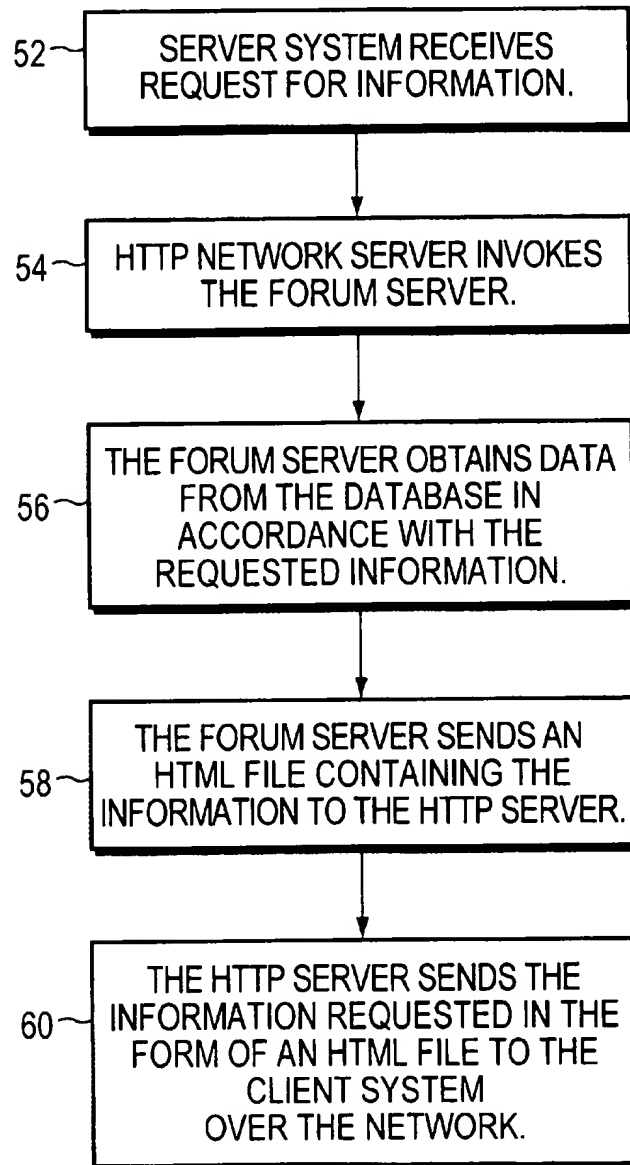 52
SERVER SYSTEM RECEIVES
REQUEST FOR INFORMATION.
54
HTTP NETWORK SERVER INVOKES
THE FORUM SERVER.
56
THE FORUM SERVER OBTAINS DATA
FROM THE DATABASE IN
ACCORDANCE WITH THE
REQUESTED INFORMATION.
58
THE FORUM SERVER SENDS AN
HTML FILE CONTAINING THE
INFORMATION TO THE HTTP SERVER.
60
THE HTTP SERVER SENDS THE
INFORMATION REQUESTED IN THE
FORM OF AN HTML FILE TO THE
CLIENT SYSTEM
OVER THE NETWORK.